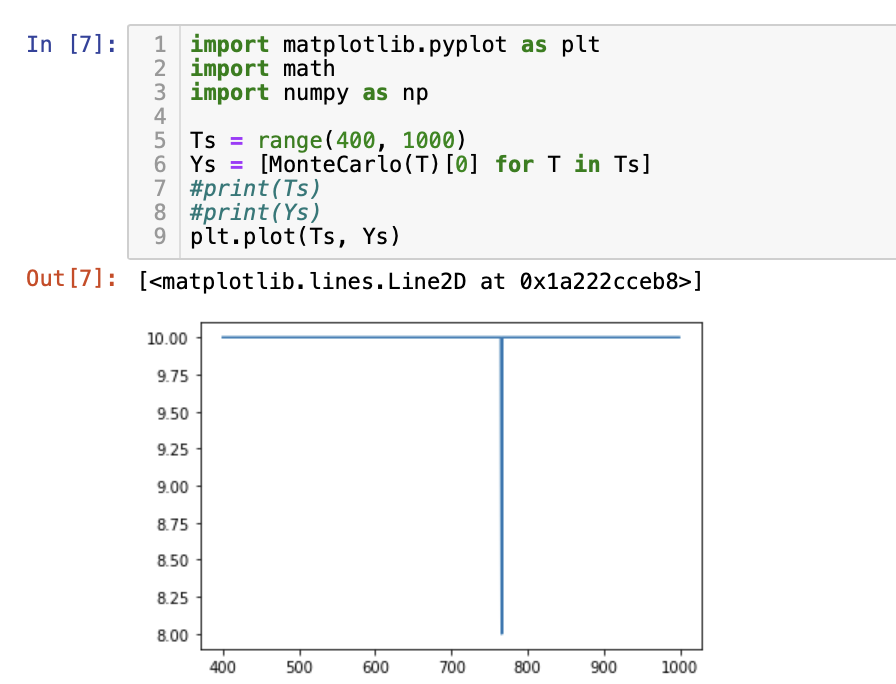 In [7]:
1 import matplotlib.pyplot as plt
2 import math
3 import numpy as np
4
5 Ts = range(400, 1000)
6 Ys = [MonteCarlo(T)[0] for T in Ts]
7 #print(Ts)
8 #print(Ys)
9 plt.plot(Ts, Ys)
Out[7]: [<matplotlib.lines.Line2D at 0x1a222cceb8>]
10.00
9.75
9.50
9.25
9.00
8.75
8.50
8.25
8.00
400 500 600 700 800 900 1000